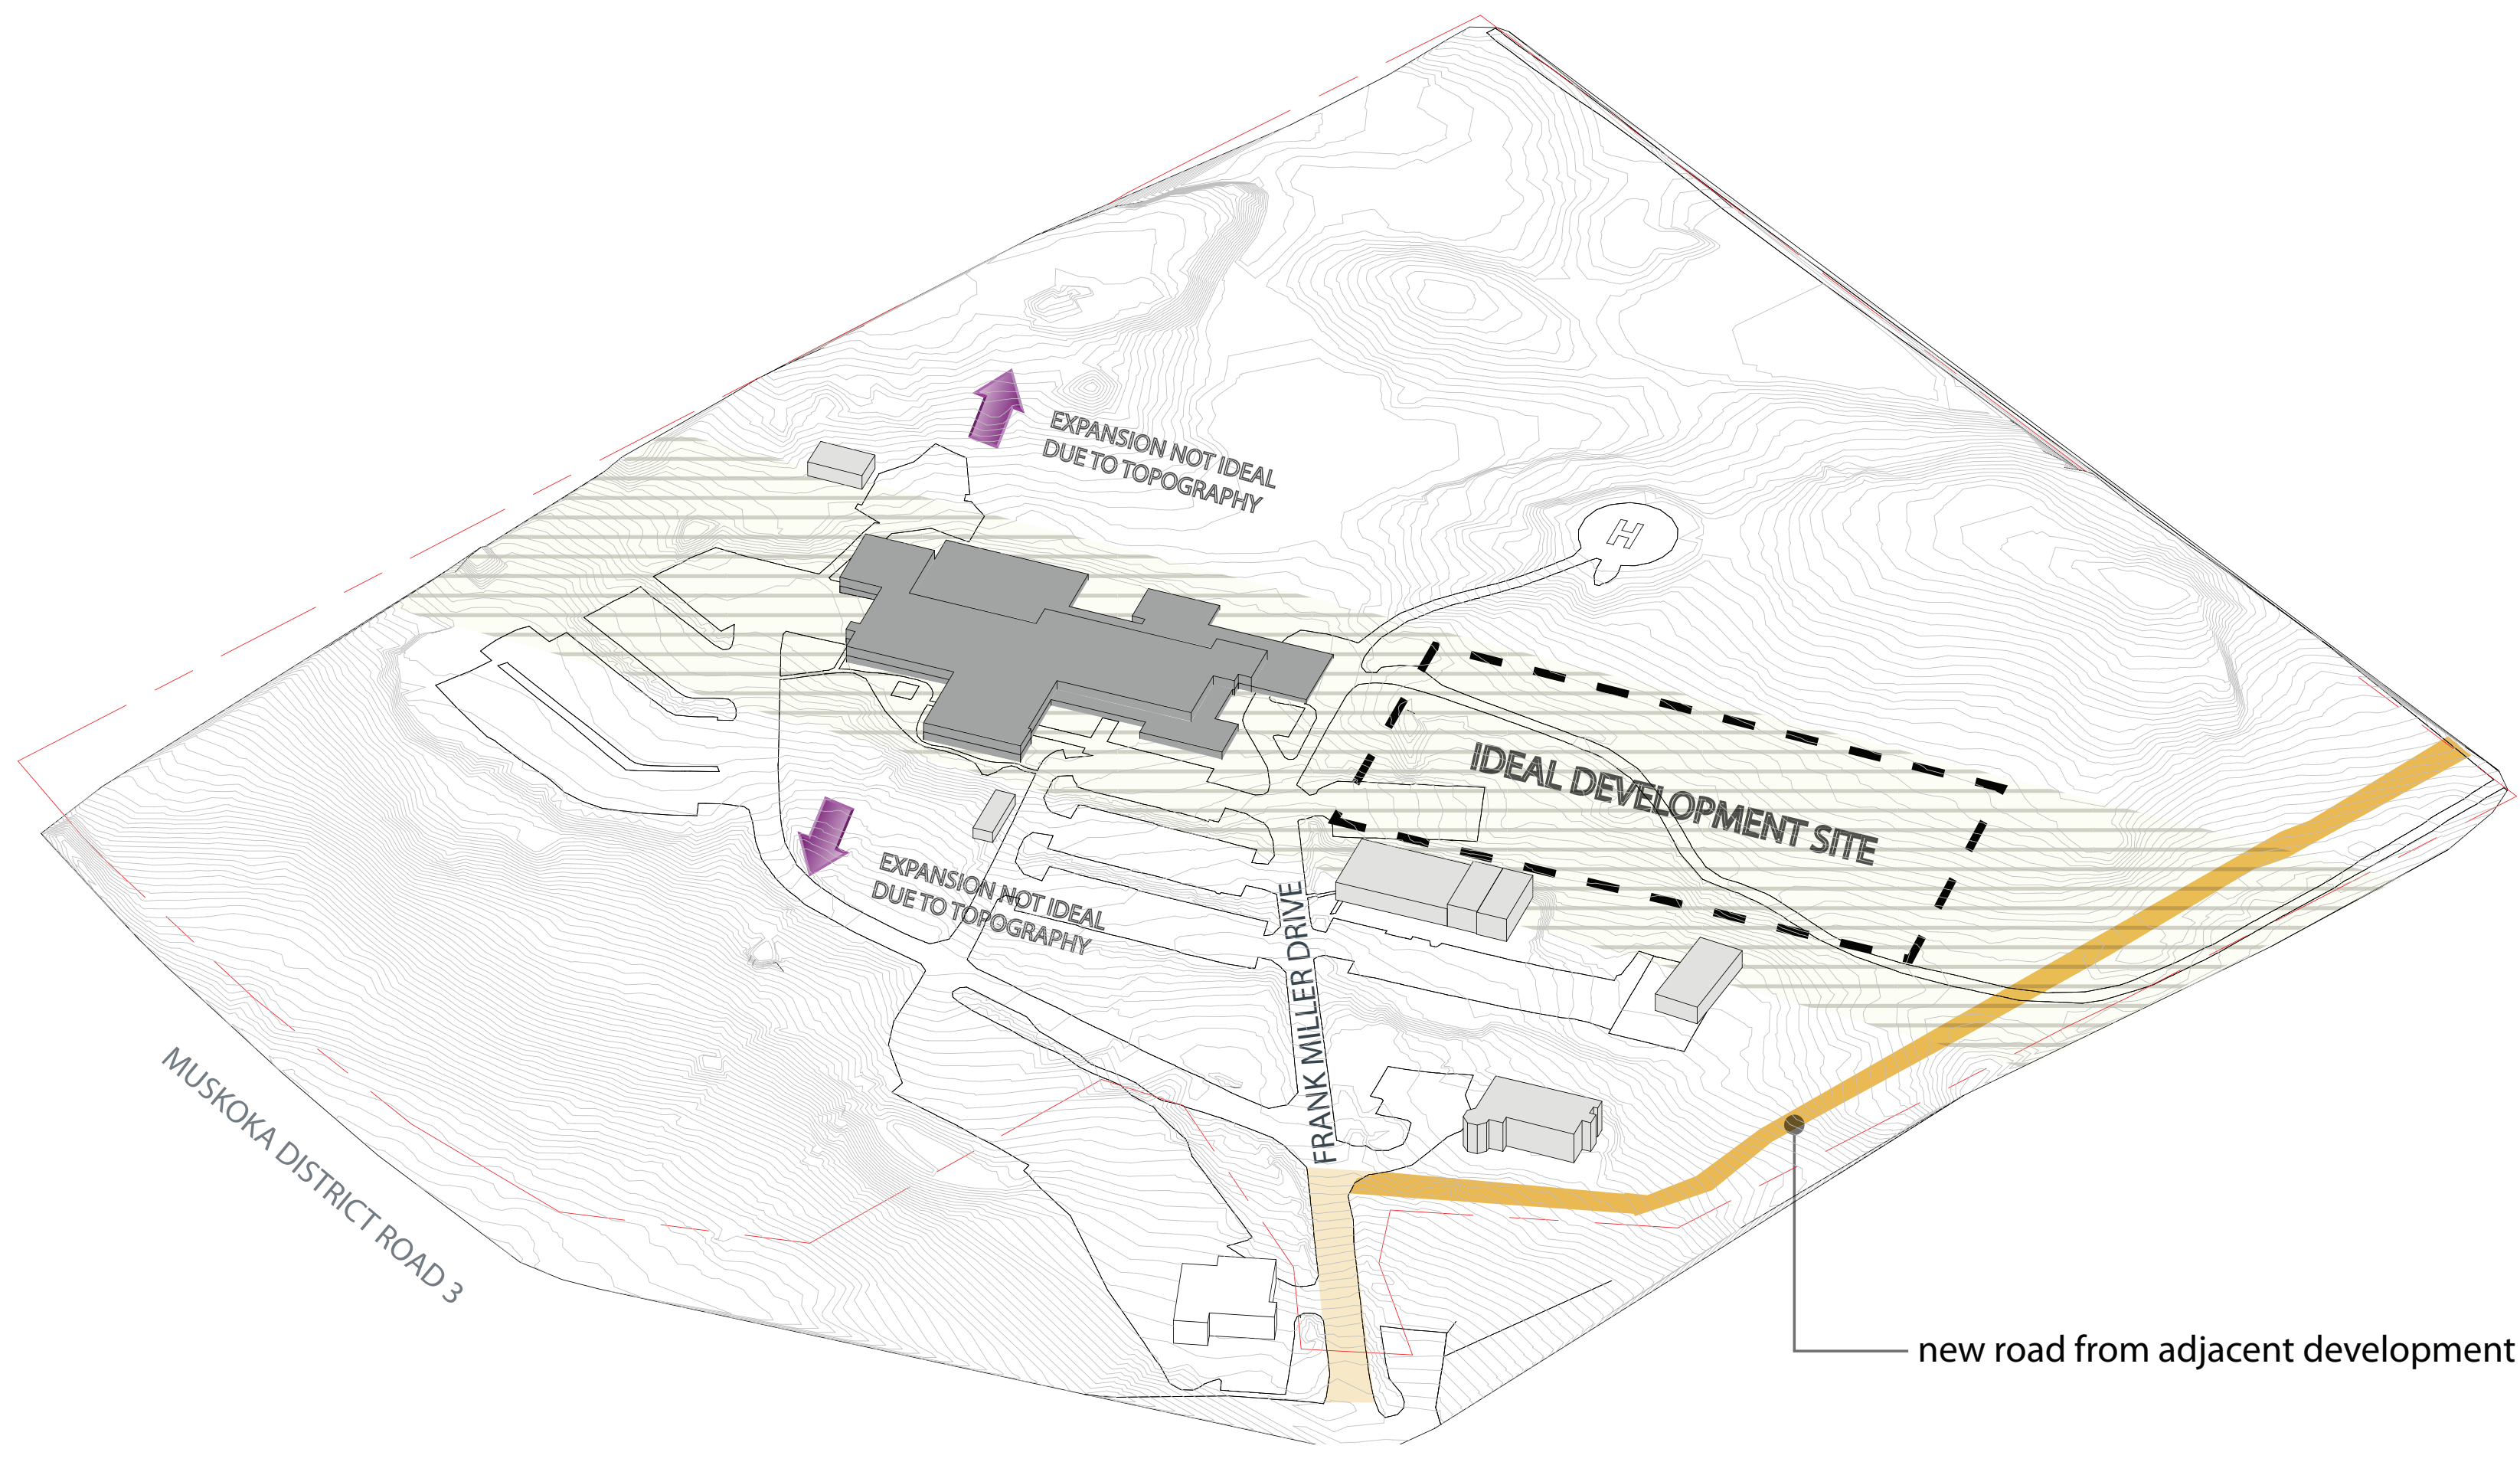 EXPANSION NOT IDEAL
DUE TO TOPOGRAPHY
H
IDEAL DEVELOPMENT SITE
EXPANSION NOT IDEAL
DUE TO TOPOGRAPHY
FRANK MILLER DRIVE
MUSKOKA DISTRICT ROAD 3
new road from adjacent development